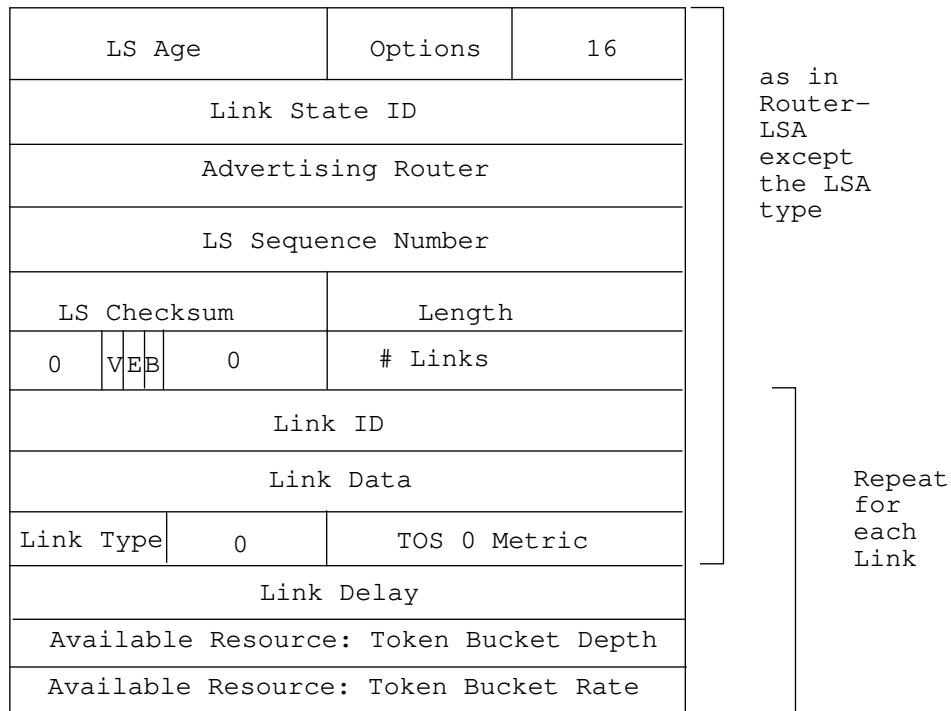 LS Age Options 16
Link State ID
Advertising Router
LS Sequence Number
LS Checksum Length
0 V E B 0 # Links
Link ID
Link Data
Link Type 0 TOS 0 Metric
Link Delay
Available Resource: Token Bucket Depth
Available Resource: Token Bucket Rate
as in
Router-
LSA
except
the LSA
type
Repeat
for
each
Link